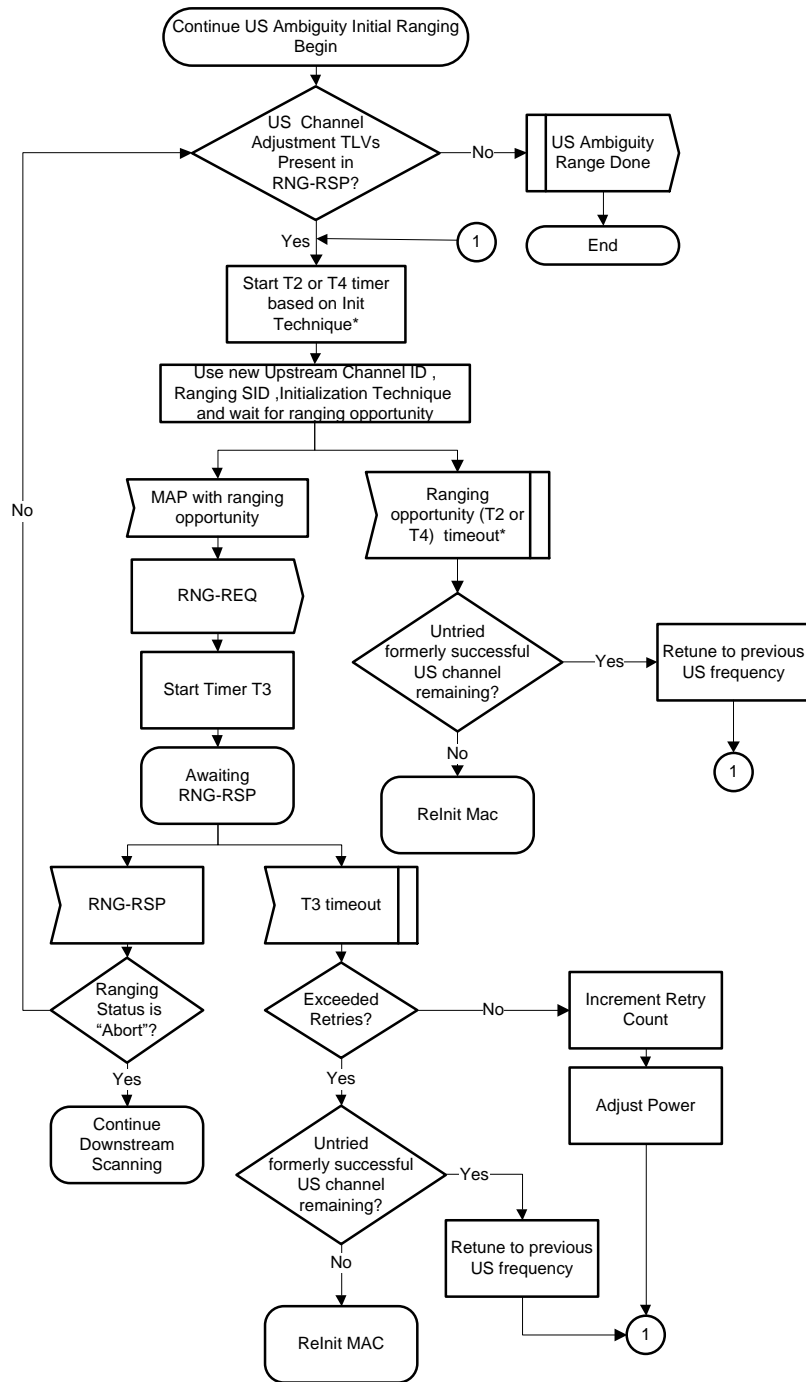 Continue US Ambiguity Initial Ranging
Begin
US Channel
Adjustment TLVs
Present in
RNG-RSP?
No
US Ambiguity
Range Done
End
Yes
1
Start T2 or T4 timer
based on Init
Technique*
Use new Upstream Channel ID ,
Ranging SID ,Initialization Technique
and wait for ranging opportunity
No
MAP with ranging
opportunity
Ranging
opportunity (T2 or
T4) timeout*
RNG-REQ
Untried
formerly successful
US channel
remaining?
Yes
Retune to previous
US frequency
1
No
ReInit Mac
Start Timer T3
Awaiting
RNG-RSP
RNG-RSP
T3 timeout
Ranging
Status is
“Abort”?
Yes
Continue
Downstream
Scanning
Exceeded
Retries?
No
Increment Retry
Count
Adjust Power
Yes
Untried
formerly successful
US channel
remaining?
Yes
Retune to previous
US frequency
1
No
ReInit MAC